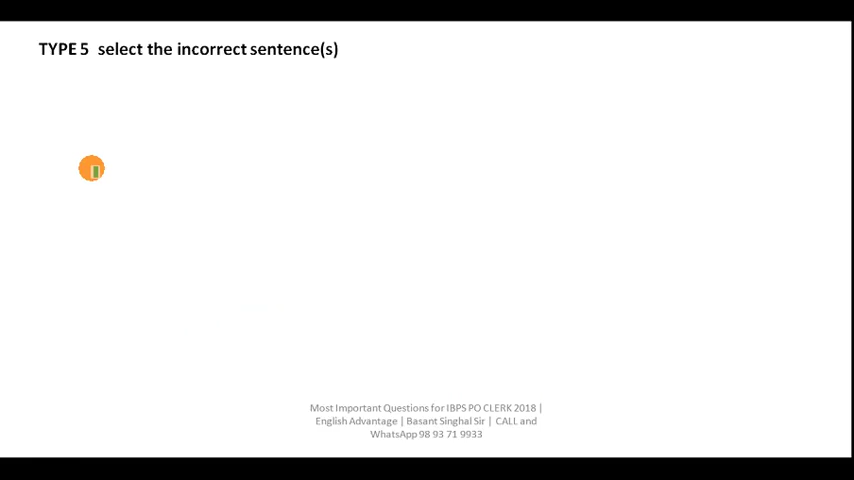 TYPE 5 select the incorrect sentence(s)
Most Important Questions for IBPS PO CLERK 2018 |
English Advantage | Basant Singhal Sir | CALL and
WhatsApp 98 93 71 9933